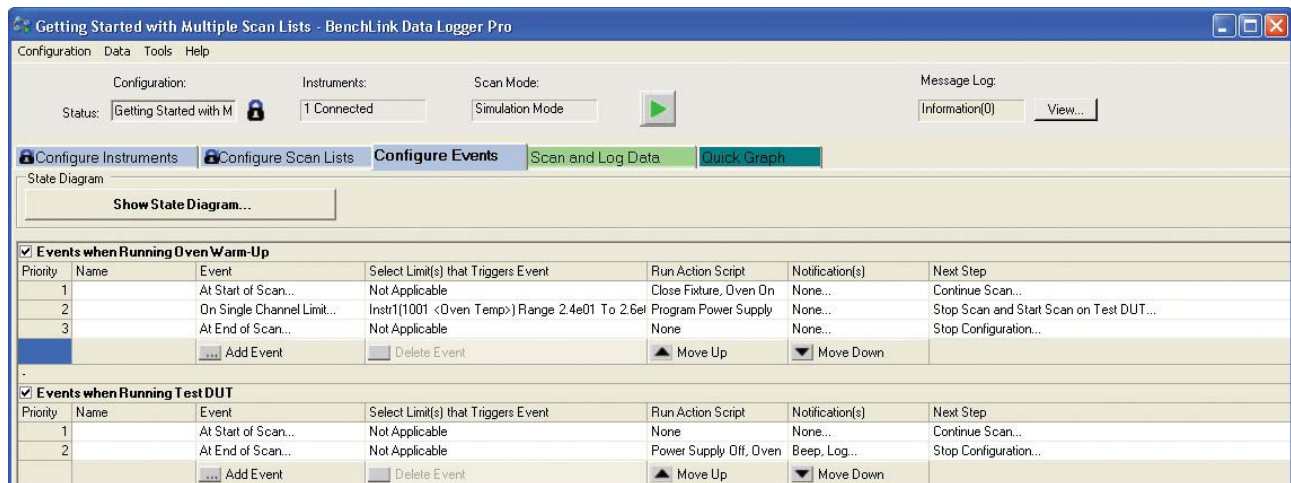 Getting Started with Multiple Scan Lists - BenchLink Data Logger Pro
Configuration Data Tools Help
Configuration: Instruments: Scan Mode: Message Log:
Status: Getting Started with M 1 Connected Simulation Mode Information(0) View...
Configure Instruments Configure Scan Lists Configure Events Scan and Log Data Quick Graph
State Diagram
Show State Diagram...
Events when Running Oven Warm-Up
Priority Name Event Select Limit(s) that Triggers Event Run Action Script Notification(s) Next Step
1 At Start of Scan... Not Applicable Close Fixture, Oven On None... Continue Scan...
2 On Single Channel Limit... Instr1(1001 <Oven Temp>) Range 2.4e01 To 2.6e Program Power Supply None... Stop Scan and Start Scan on Test DUT...
3 At End of Scan... Not Applicable None None... Stop Configuration...
... Add Event Delete Event Move Up Move Down
Events when Running Test DUT
Priority Name Event Select Limit(s) that Triggers Event Run Action Script Notification(s) Next Step
1 At Start of Scan... Not Applicable None None... Continue Scan...
2 At End of Scan... Not Applicable Power Supply Off, Oven Beep, Log... Stop Configuration...
... Add Event Delete Event Move Up Move Down